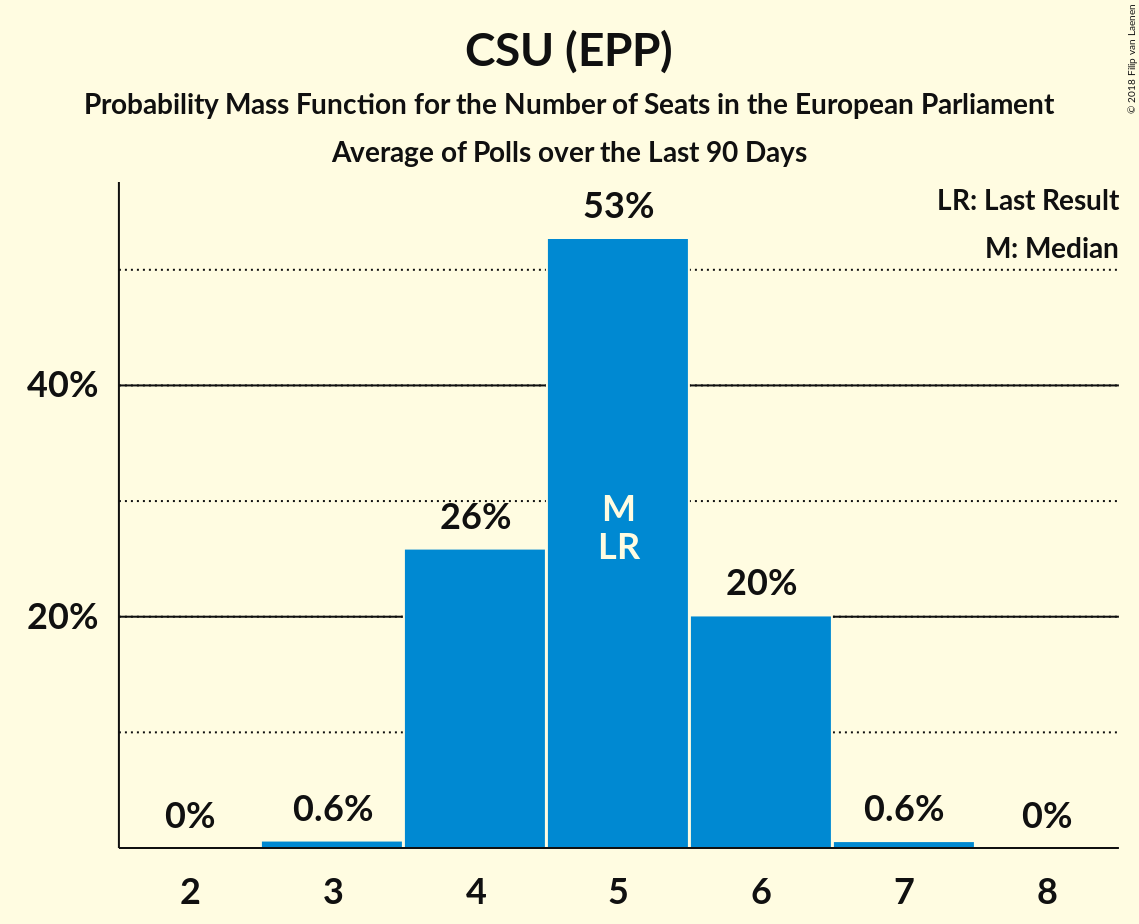 CSU (EPP)
Probability Mass Function for the Number of Seats in the European Parliament
Average of Polls over the Last 90 Days
© 2018 Filip van Laenen
LR: Last Result
M: Median
53%
40%
26%
M
LR
20%
20%
0%
0.6%
0.6%
0%
2 3 4 5 6 7 8